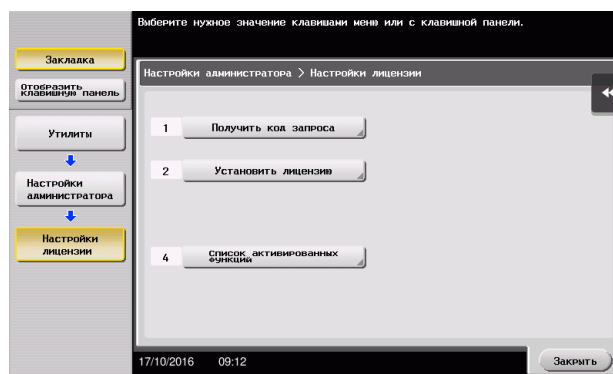 Выберите нужное значение клавишами меню или с клавишной панели.
Закладка
Отобразить
клавишную панель
Утилиты
Настройки
администратора
Настройки
лицензии
Настройки администратора > Настройки лицензии
1 Получить код запроса
2 Установить лицензию
4 Список активированных
функций
17/10/2016 09:12
Закрыть